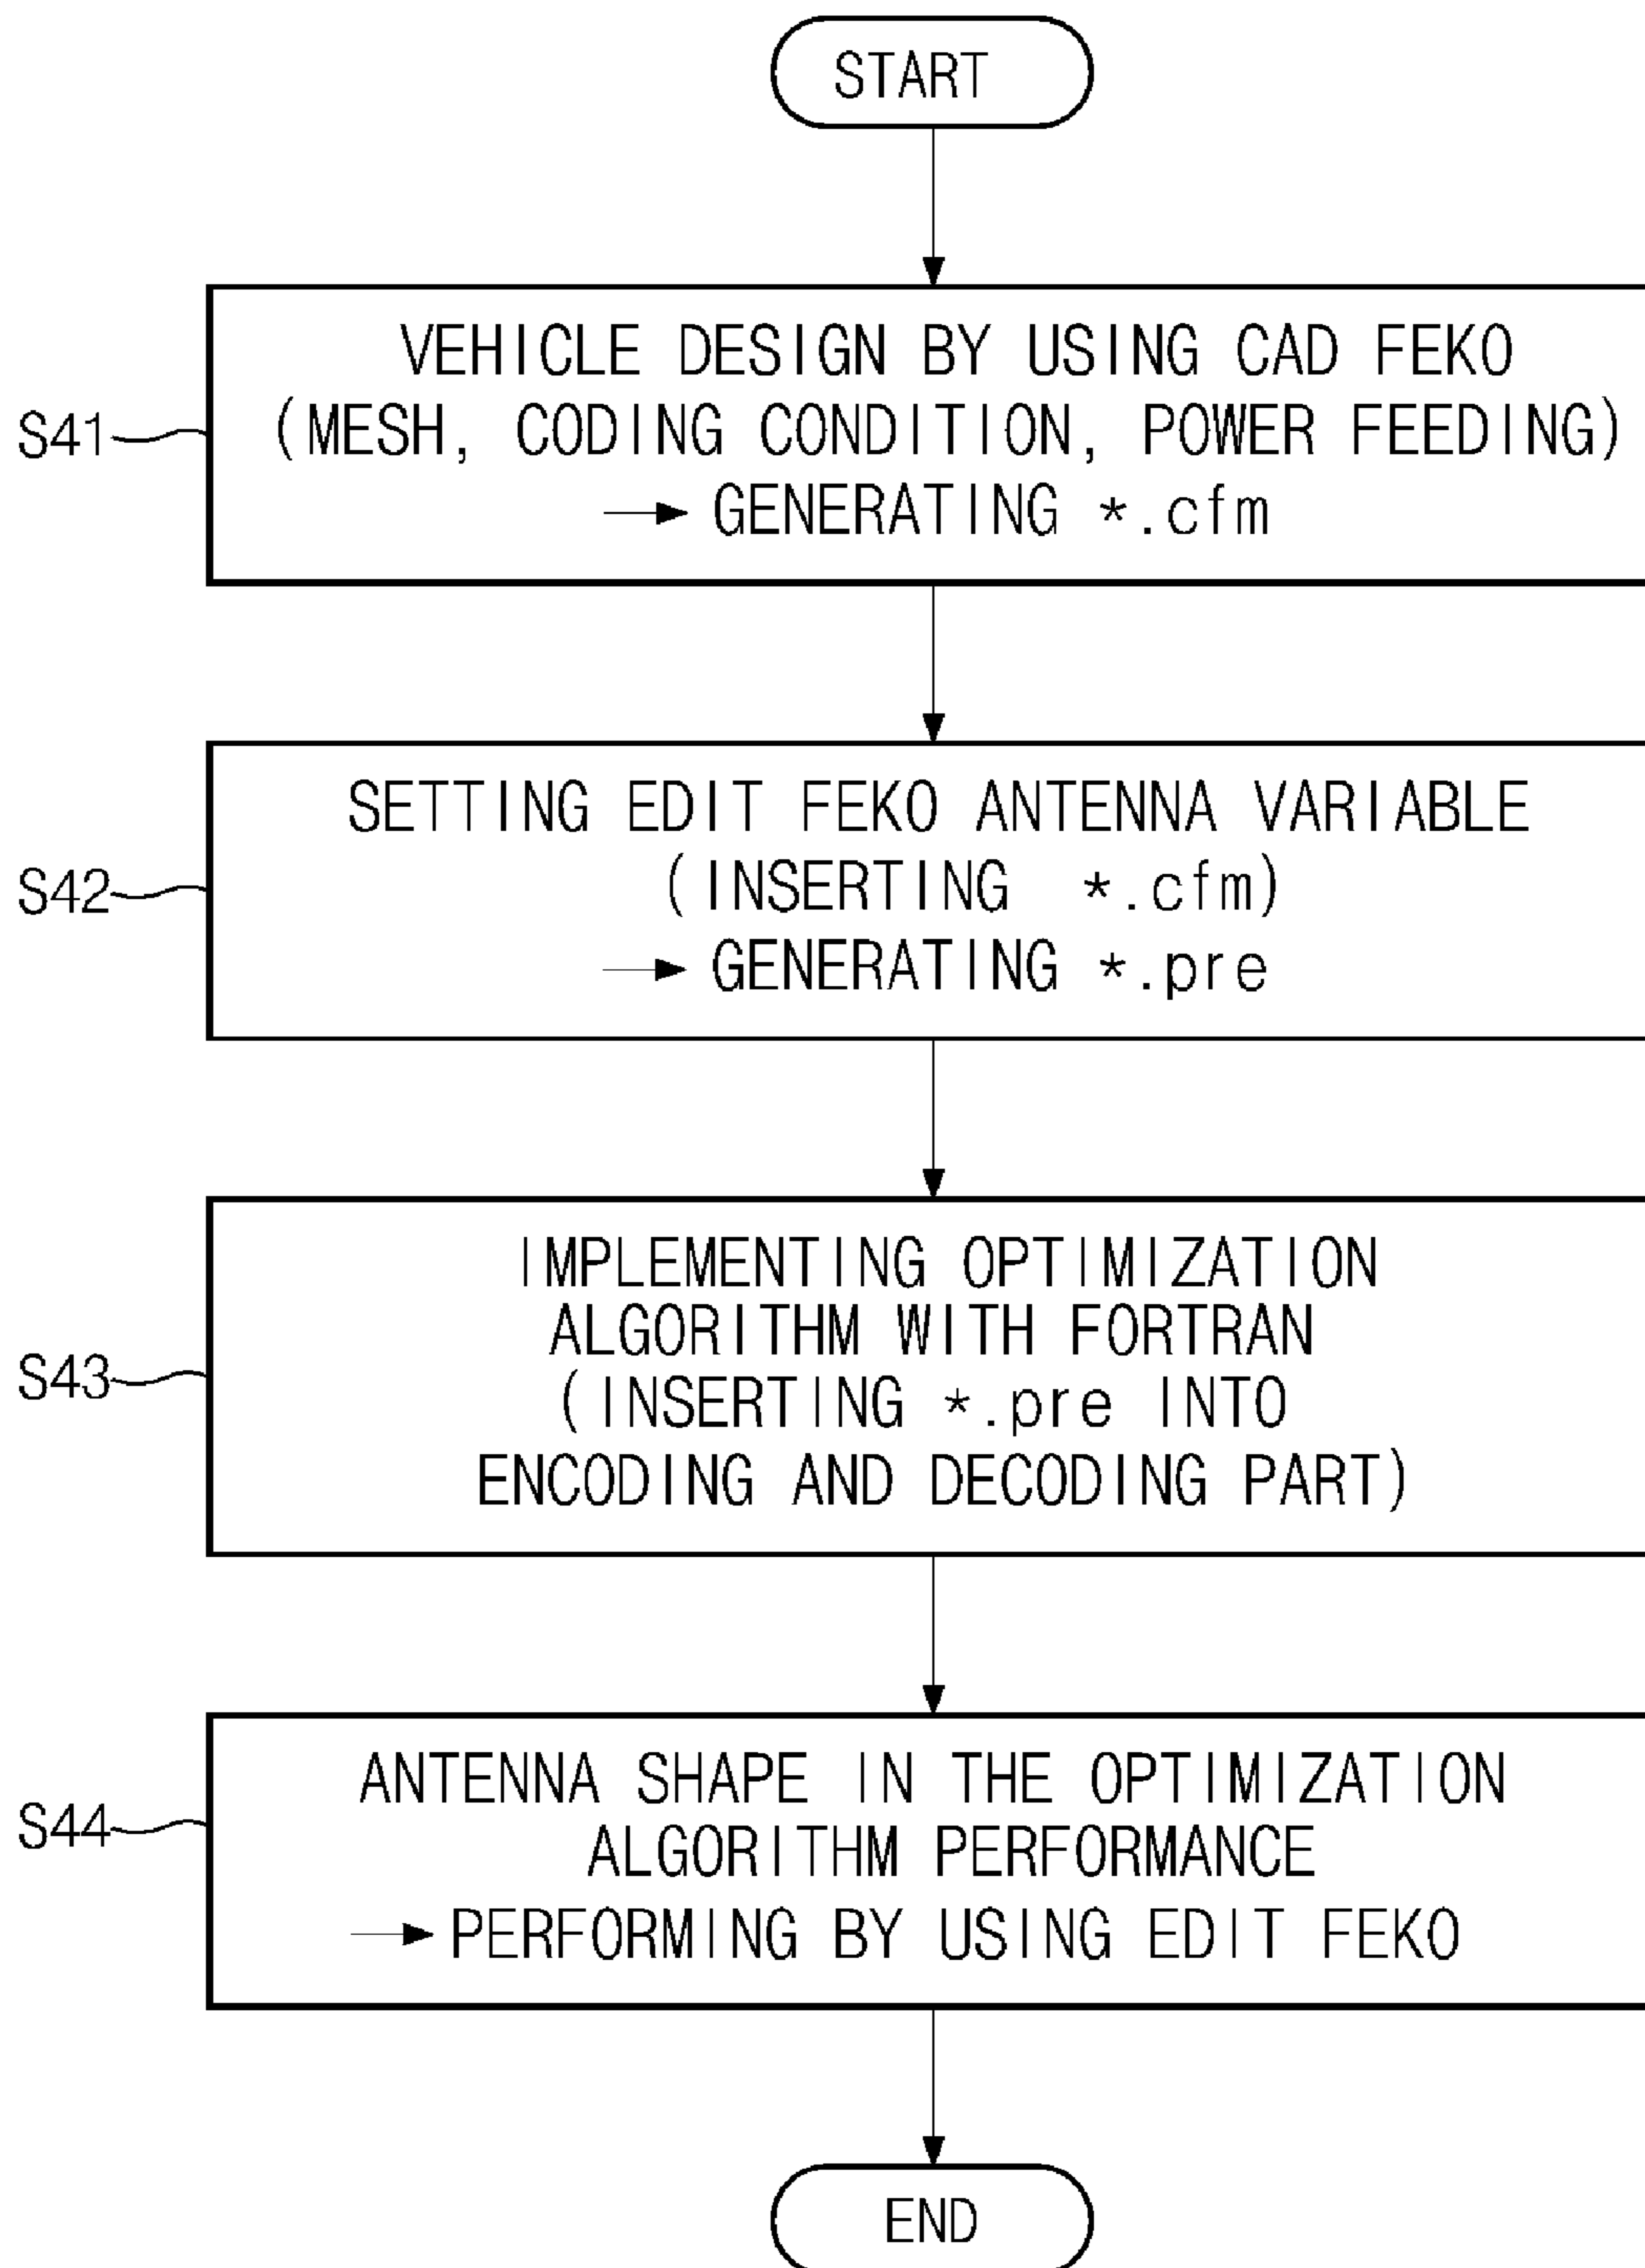 START
VEHICLE DESIGN BY USING CAD FEKO
S41
(MESH, CODING CONDITION, POWER FEEDING)
→ GENERATING *.cfm
SETTING EDIT FEKO ANTENNA VARIABLE
S42
(INSERTING *.cfm)
→ GENERATING *.pre
IMPLEMENTING OPTIMIZATION
ALGORITHM WITH FORTRAN
S43
(INSERTING *.pre INTO
ENCODING AND DECODING PART)
ANTENNA SHAPE IN THE OPTIMIZATION
S44
ALGORITHM PERFORMANCE
→ PERFORMING BY USING EDIT FEKO
END